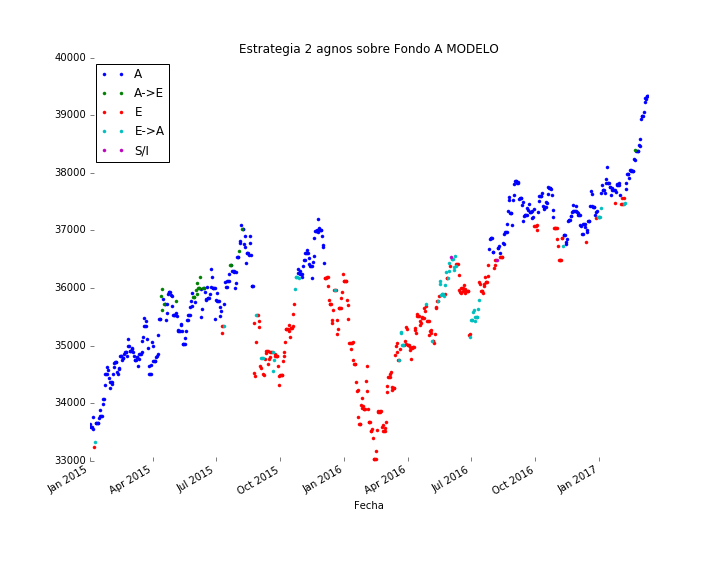 Estrategia 2 agnos sobre Fondo A MODELO
40000
39000
38000
37000
36000
35000
34000
33000
A
A->E
E
E->A
S/I
Jan 2015
Apr 2015
Jul 2015
Oct 2015
Jan 2016
Apr 2016
Jul 2016
Oct 2016
Jan 2017
Fecha